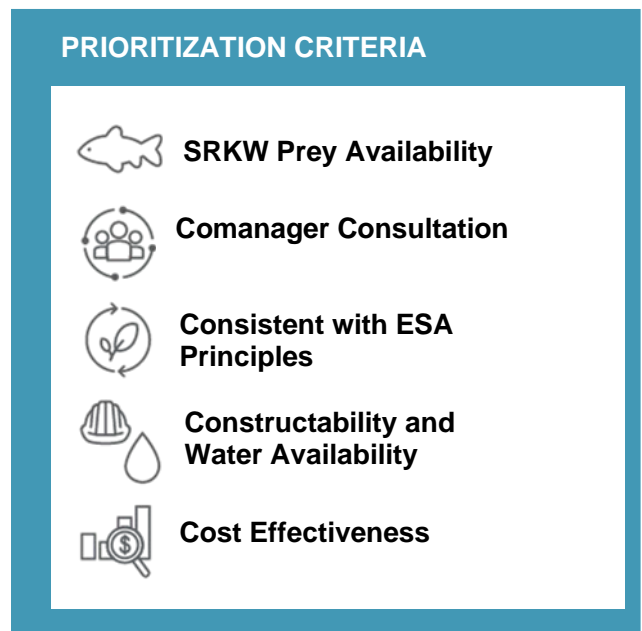 PRIORITIZATION CRITERIA
SRKW Prey Availability
Comanager Consultation
Consistent with ESA
Principles
Constructability and
Water Availability
$
Cost Effectiveness